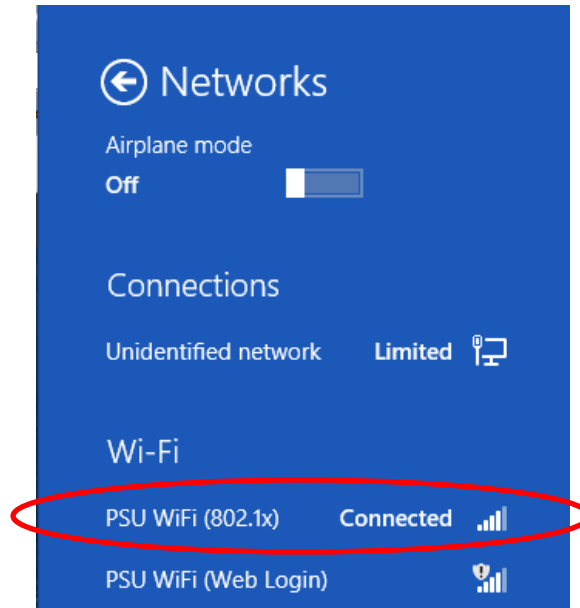 Networks
Airplane mode
Off
Connections
Unidentified network Limited
Wi-Fi
PSU WiFi (802.1x) Connected
PSU WiFi (Web Login)